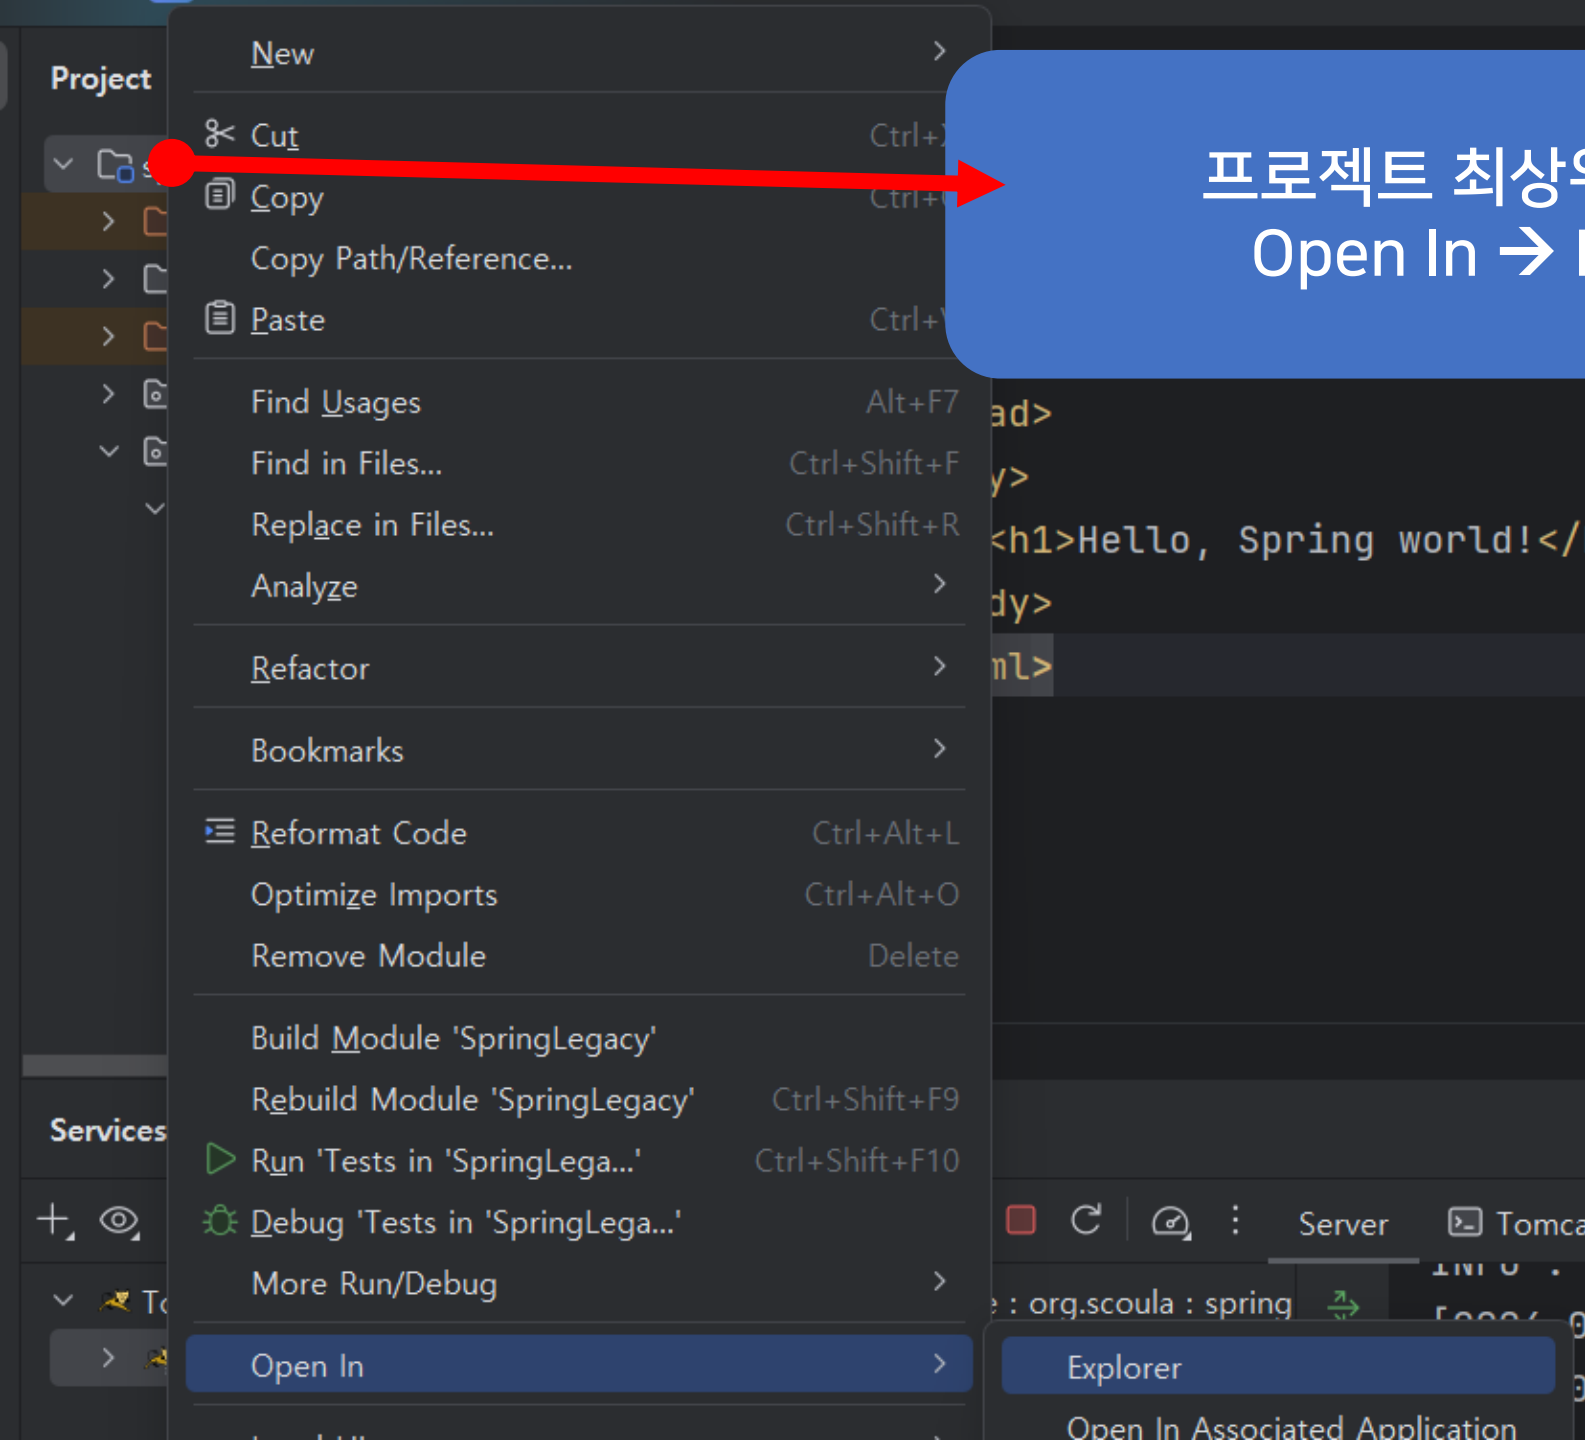 New
Project
Cut
Copy
Copy Path/Reference...
Paste
프로젝트 최상
Open In →
Find Usages Alt+F7
ad>
Find in Files... Ctrl+Shift+F
y>
Replace in Files... Ctrl+Shift+R
<h1>Hello, Spring world!</
Analyze
dy>
Refactor
ml>
Bookmarks
Reformat Code Ctrl+Alt+L
Optimize Imports Ctrl+Alt+O
Remove Module Delete
Build Module 'SpringLegacy'
Rebuild Module 'SpringLegacy' Ctrl+Shift+F9
Services
Run 'Tests in 'SpringLega...' Ctrl+Shift+F10
Debug 'Tests in 'SpringLega...'
Server Tomca
More Run/Debug
: org.scoula : spring
Open In
Explorer
Open In Associated Application